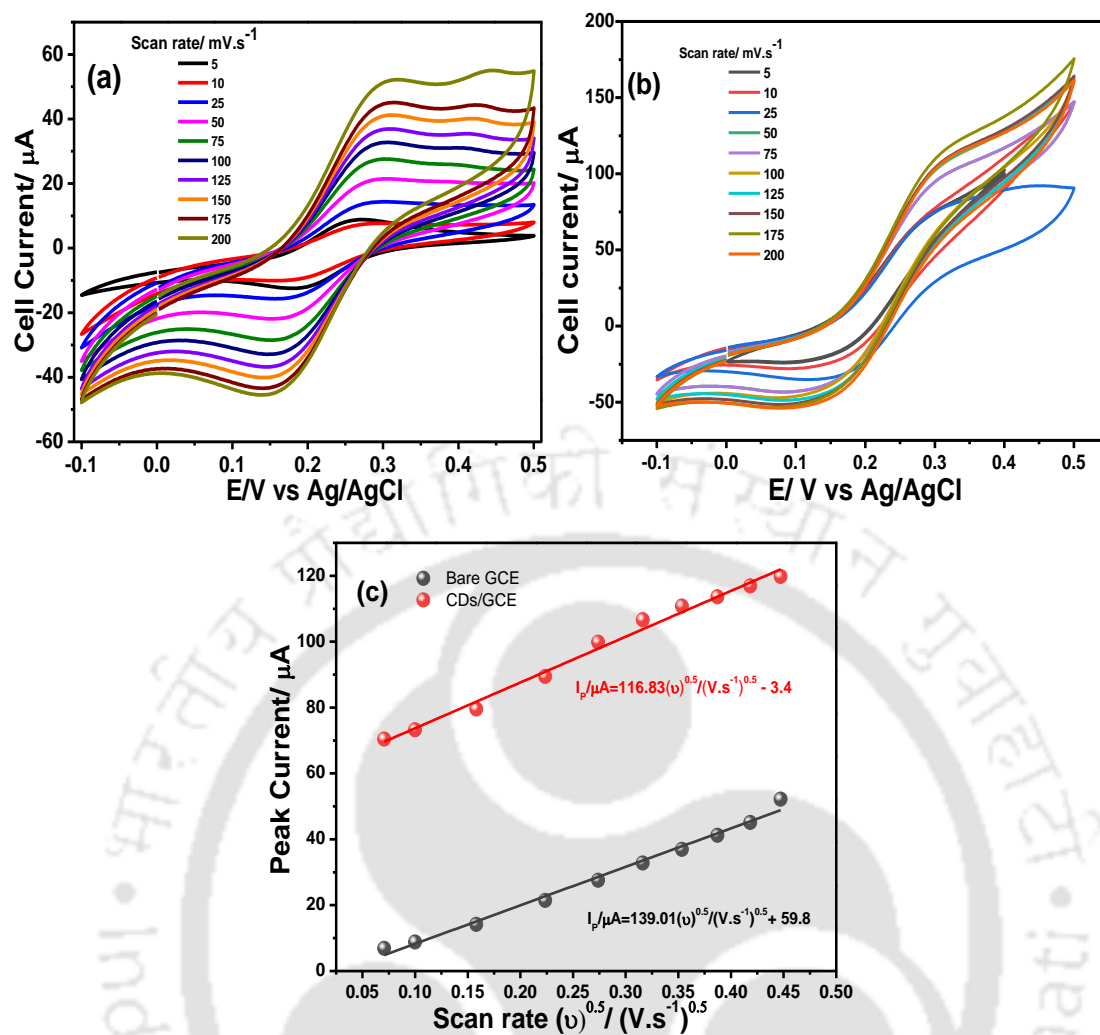 (a)
Scan rate/ mV.s⁻¹
5
10
25
50
75
100
125
150
175
200
60
40
20
0
-20
-40
-60
Cell Current/ μA
-0.1 0.0 0.1 0.2 0.3 0.4 0.5
E/V vs Ag/AgCl
(b)
Scan rate/ mV.s⁻¹
5
10
25
50
75
100
125
150
175
200
200
150
100
50
0
-50
Cell current/ μA
-0.1 0.0 0.1 0.2 0.3 0.4 0.5
E/ V vs Ag/AgCl
(c)
Bare GCE
CDs/GCE
120
100
80
60
40
20
0
Peak Current/ μA
I_P/μA=116.83(υ)^0.5/(V.s⁻¹)^0.5 - 3.4
I_P/μA=139.01(υ)^0.5/(V.s⁻¹)^0.5 + 59.8
0.05 0.10 0.15 0.20 0.25 0.30 0.35 0.40 0.45 0.50
Scan rate (υ)^0.5/ (V.s⁻¹)^0.5
भारतीय प्रौद्योगिकी संस्थान गुवाहाटी